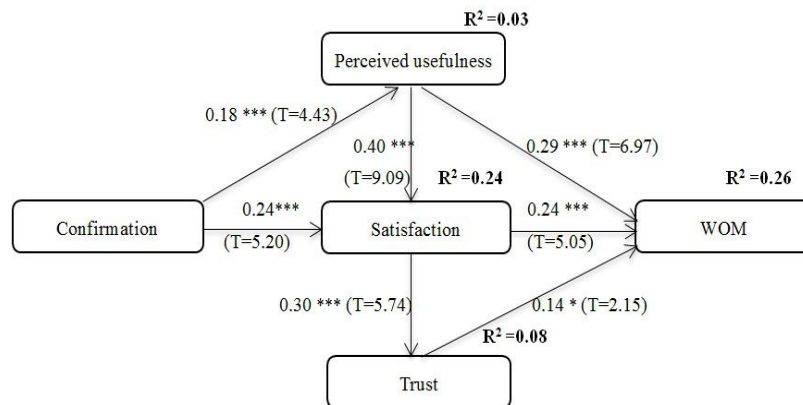 R² =0.03
Perceived usefulness
0.18 *** (T=4.43)
0.40 ***
(T=9.09)
0.29 *** (T=6.97)
R² =0.24
R² =0.26
Confirmation
0.24***
(T=5.20)
Satisfaction
0.24 ***
(T=5.05)
WOM
0.30 *** (T=5.74)
0.14 * (T=2.15)
R² =0.08
Trust